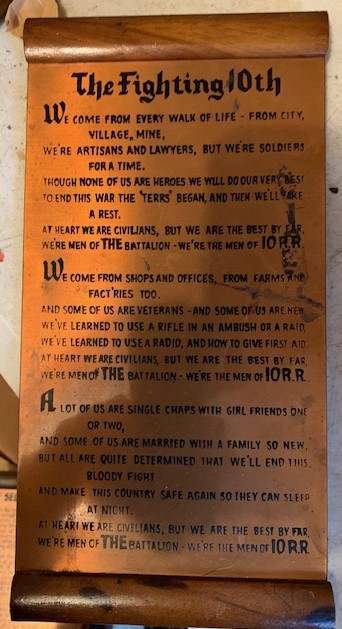 The Fighting 10th
WE COME FROM EVERY WALK OF LIFE - FROM CITY,
VILLAGE, MINE,
WE'RE ARTISANS AND LAWYERS, BUT WE'RE SOLDIERS
FOR A TIME.
THOUGH NONE OF US ARE HEROES WE WILL DO OUR VERY BEST
TO END THIS WAR THE "TERRS" BEGAN, AND THEN WE'LL TAKE
A REST.
AT HEART WE ARE CIVILIANS, BUT WE ARE THE BEST BY FAR,
WE'RE MEN OF THE BATTALION - WE'RE THE MEN OF 10 R.R.
WE COME FROM SHOPS AND OFFICES, FROM FARMS AND
FACT'RIES TOO.
AND SOME OF US ARE VETERANS - AND SOME OF US ARE NEW.
WE'VE LEARNED TO USE A RIFLE IN AN AMBUSH OR A RAID,
WE'VE LEARNED TO USE A RADIO, AND HOW TO GIVE FIRST AID
AT HEART WE ARE CIVILIANS, BUT WE ARE THE BEST BY FAR
WE'RE MEN OF THE BATTALION - WE'RE THE MEN OF 10 R.R.
A LOT OF US ARE SINGLE CHAPS WITH GIRL FRIENDS ONE
OR TWO,
AND SOME OF US ARE MARRIED WITH A FAMILY SO NEW,
BUT ALL ARE QUITE DETERMINED THAT WE'LL END THIS
BLOODY FIGHT
AND MAKE THIS COUNTRY SAFE AGAIN SO THEY CAN SLEEP
AT NIGHT.
AT HEART WE ARE CIVILIANS, BUT WE ARE THE BEST BY FAR,
WE'RE MEN OF THE BATTALION - WE'RE THE MEN OF 10 R.R